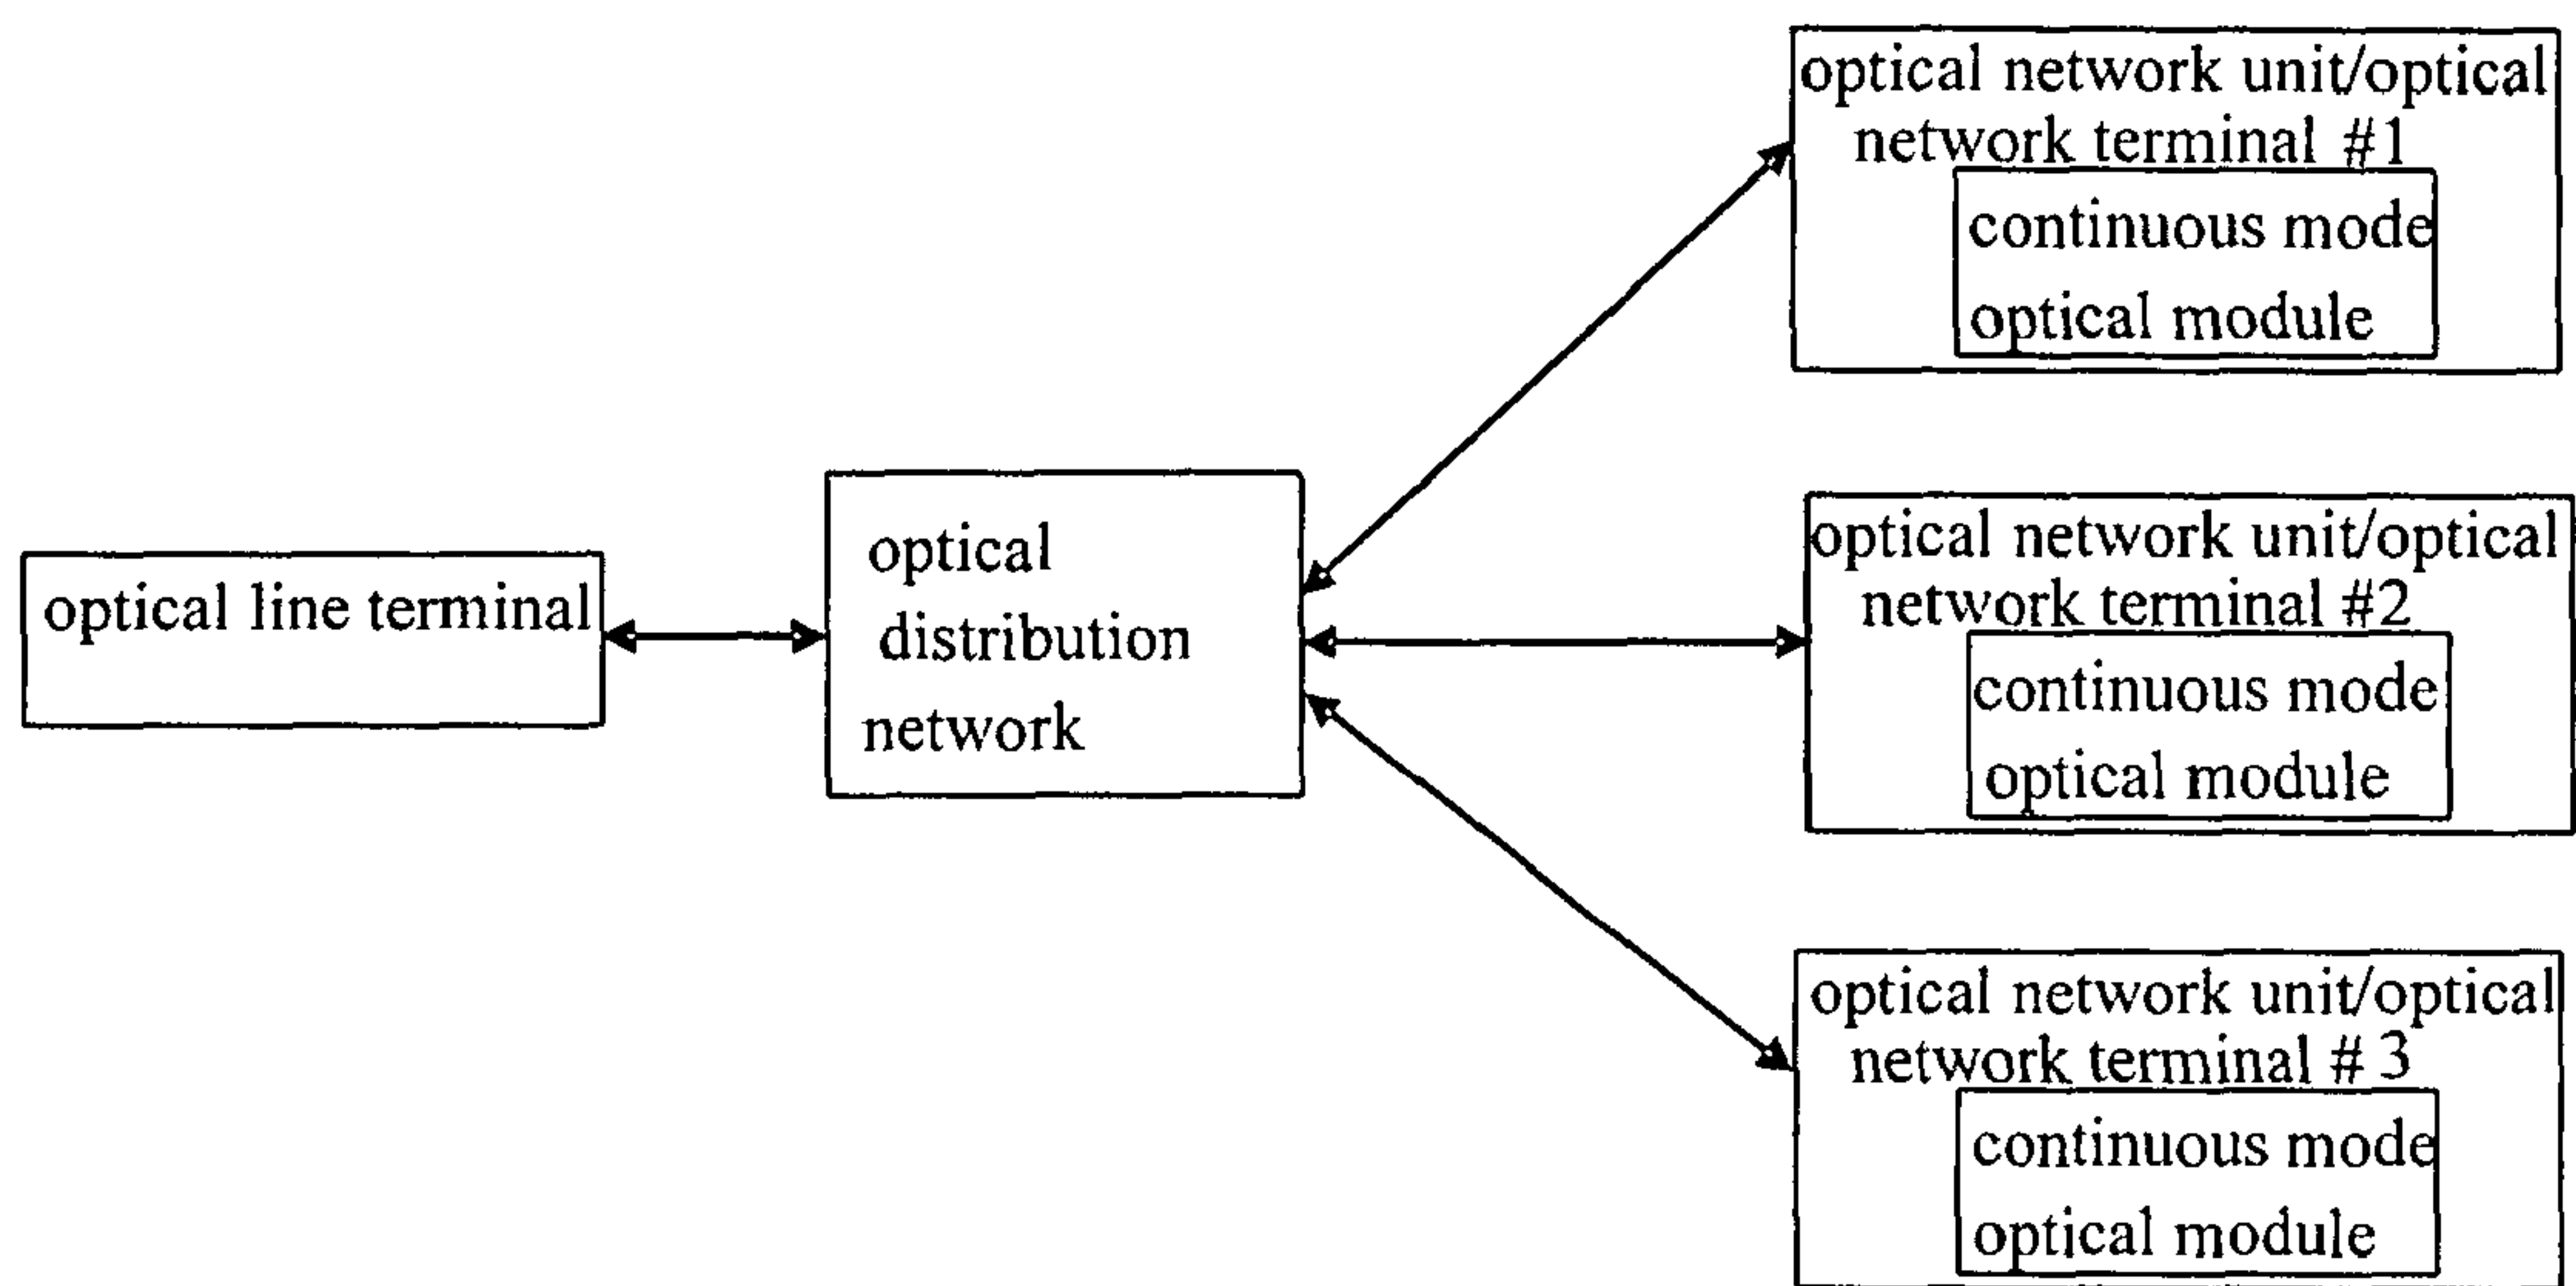 optical line terminal
optical
distribution
network
optical network unit/optical
network terminal #1
continuous mode
optical module
optical network unit/optical
network terminal #2
continuous mode
optical module
optical network unit/optical
network terminal # 3
continuous mode
optical module